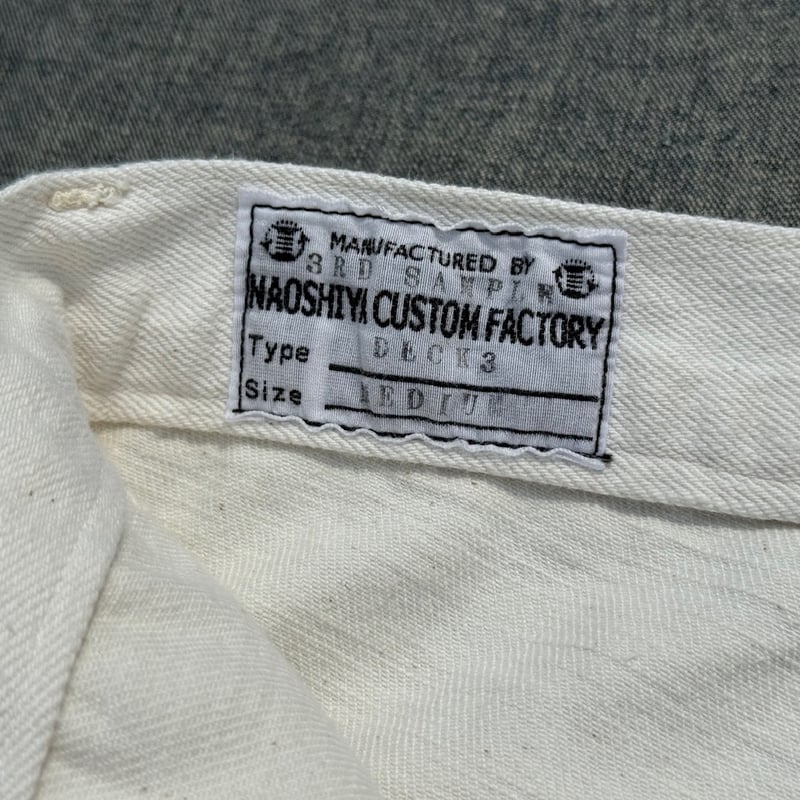 MANUFACTURED BY
3RD SAMPLE
NAOSHIYA CUSTOM FACTORY
Type DECK3
Size MEDIUM